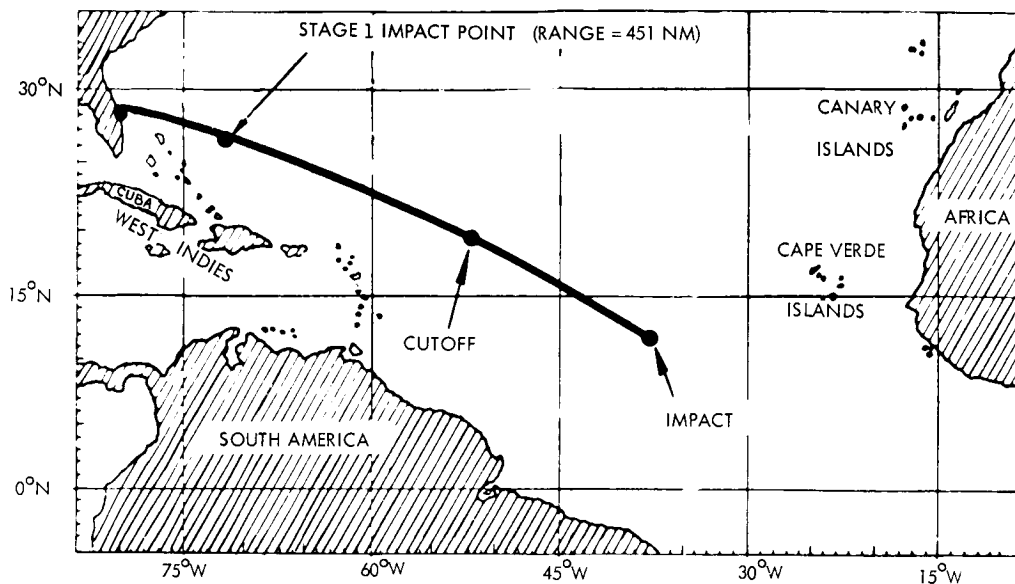 STAGE 1 IMPACT POINT (RANGE = 451 NM)
30°N
CANARY
ISLANDS
CUBA
WEST INDIES
AFRICA
CAPE VERDE
15°N
ISLANDS
CUTOFF
IMPACT
SOUTH AMERICA
0°N
75°W
60°W
45°W
30°W
15°W